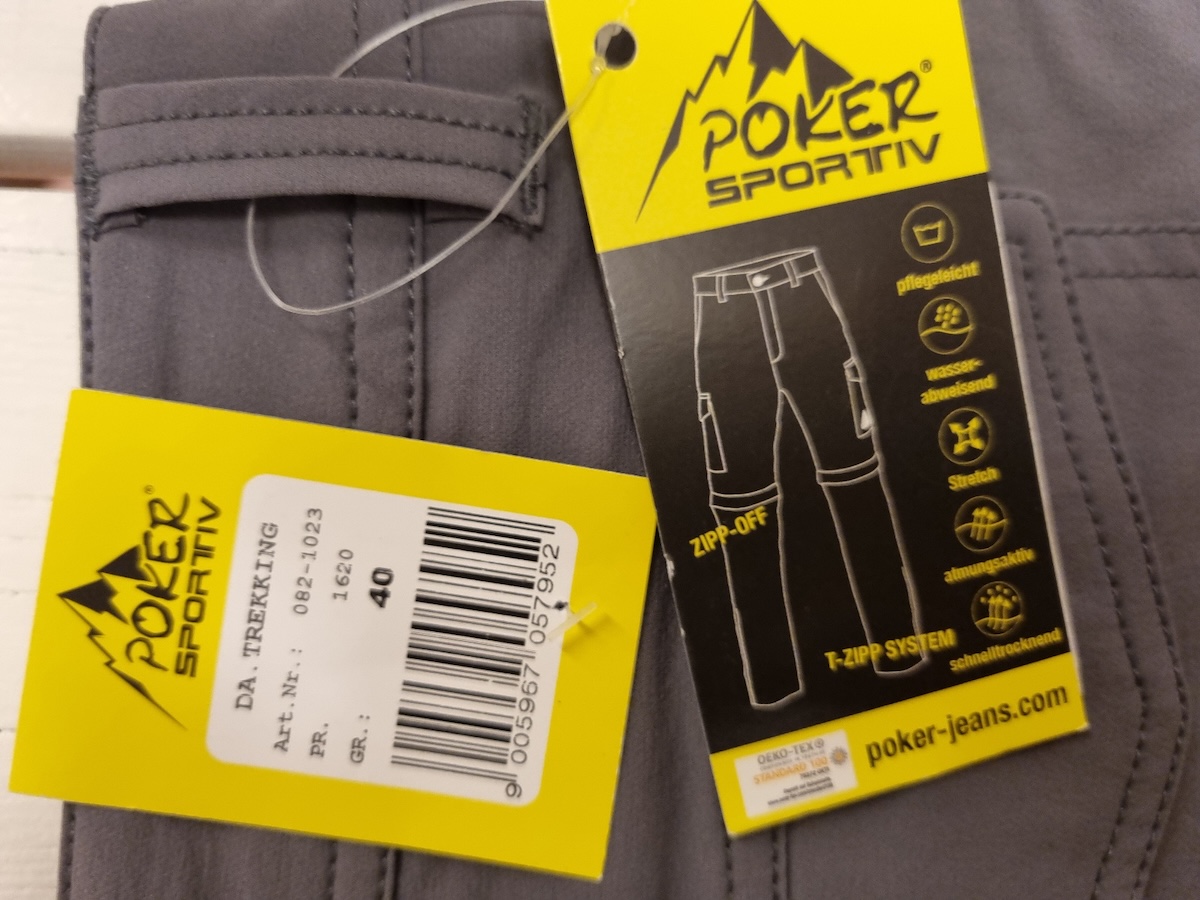 POKER®
SPORTIV
pflegeleicht
wasser-
abweisend
Stretch
atmungsaktiv
schnelltrocknend
ZIPP-OFF
T-ZIPP SYSTEM
OEKO-TEX®
STANDARD 100
poker-jeans.com
POKER®
SPORTIV
DA. TREKKING
Art.Nr.: 082-1023
PR. 1620
GR.: 40
9 005967 057952